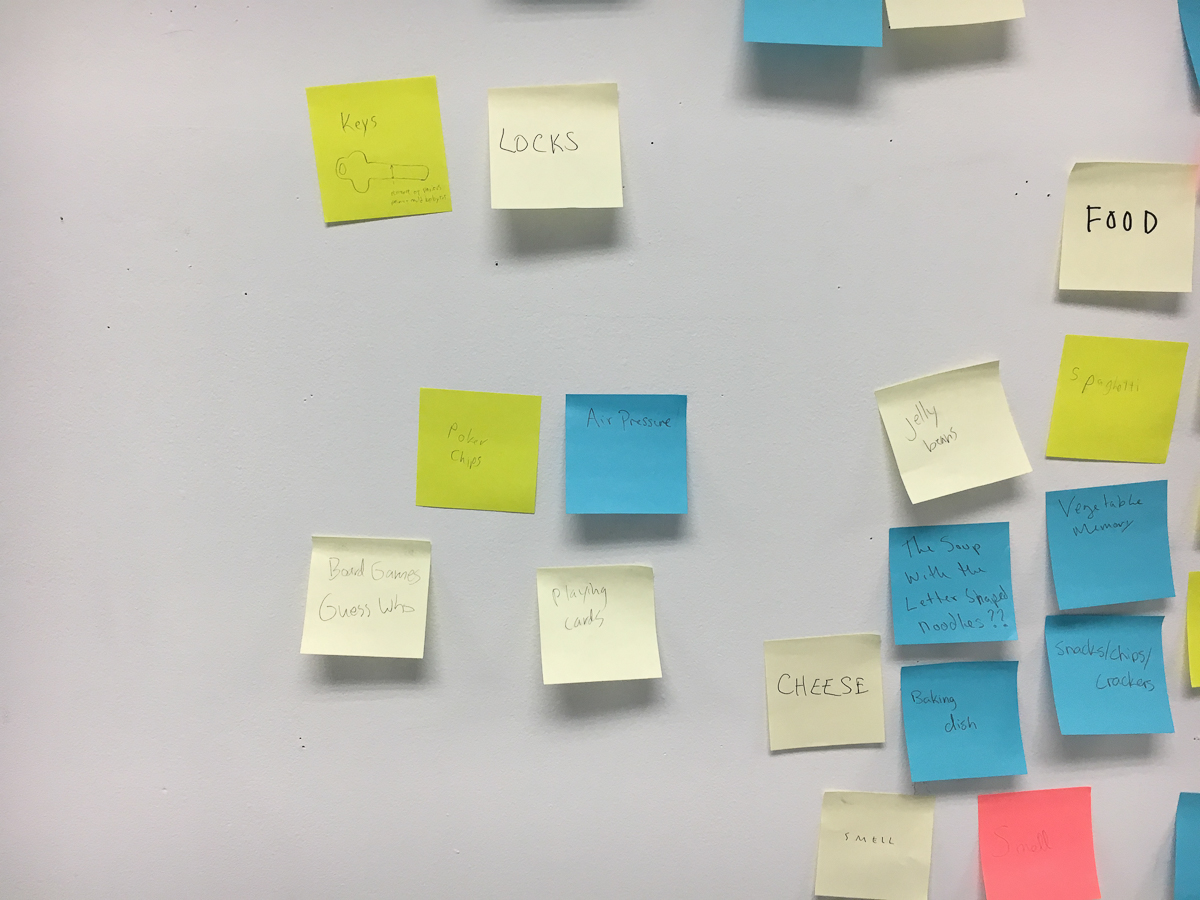 Keys
LOCKS
FOOD
Spagetti
Jelly
beans
Poker
Chips
Air Pressure
Vegetable
Memory
The Soup
with the
Letter Shaped
noodles??
Board Games
Guess Who
playing
cards
Snacks/chips/
crackers
CHEESE
Baking
dish
SMELL
Smell